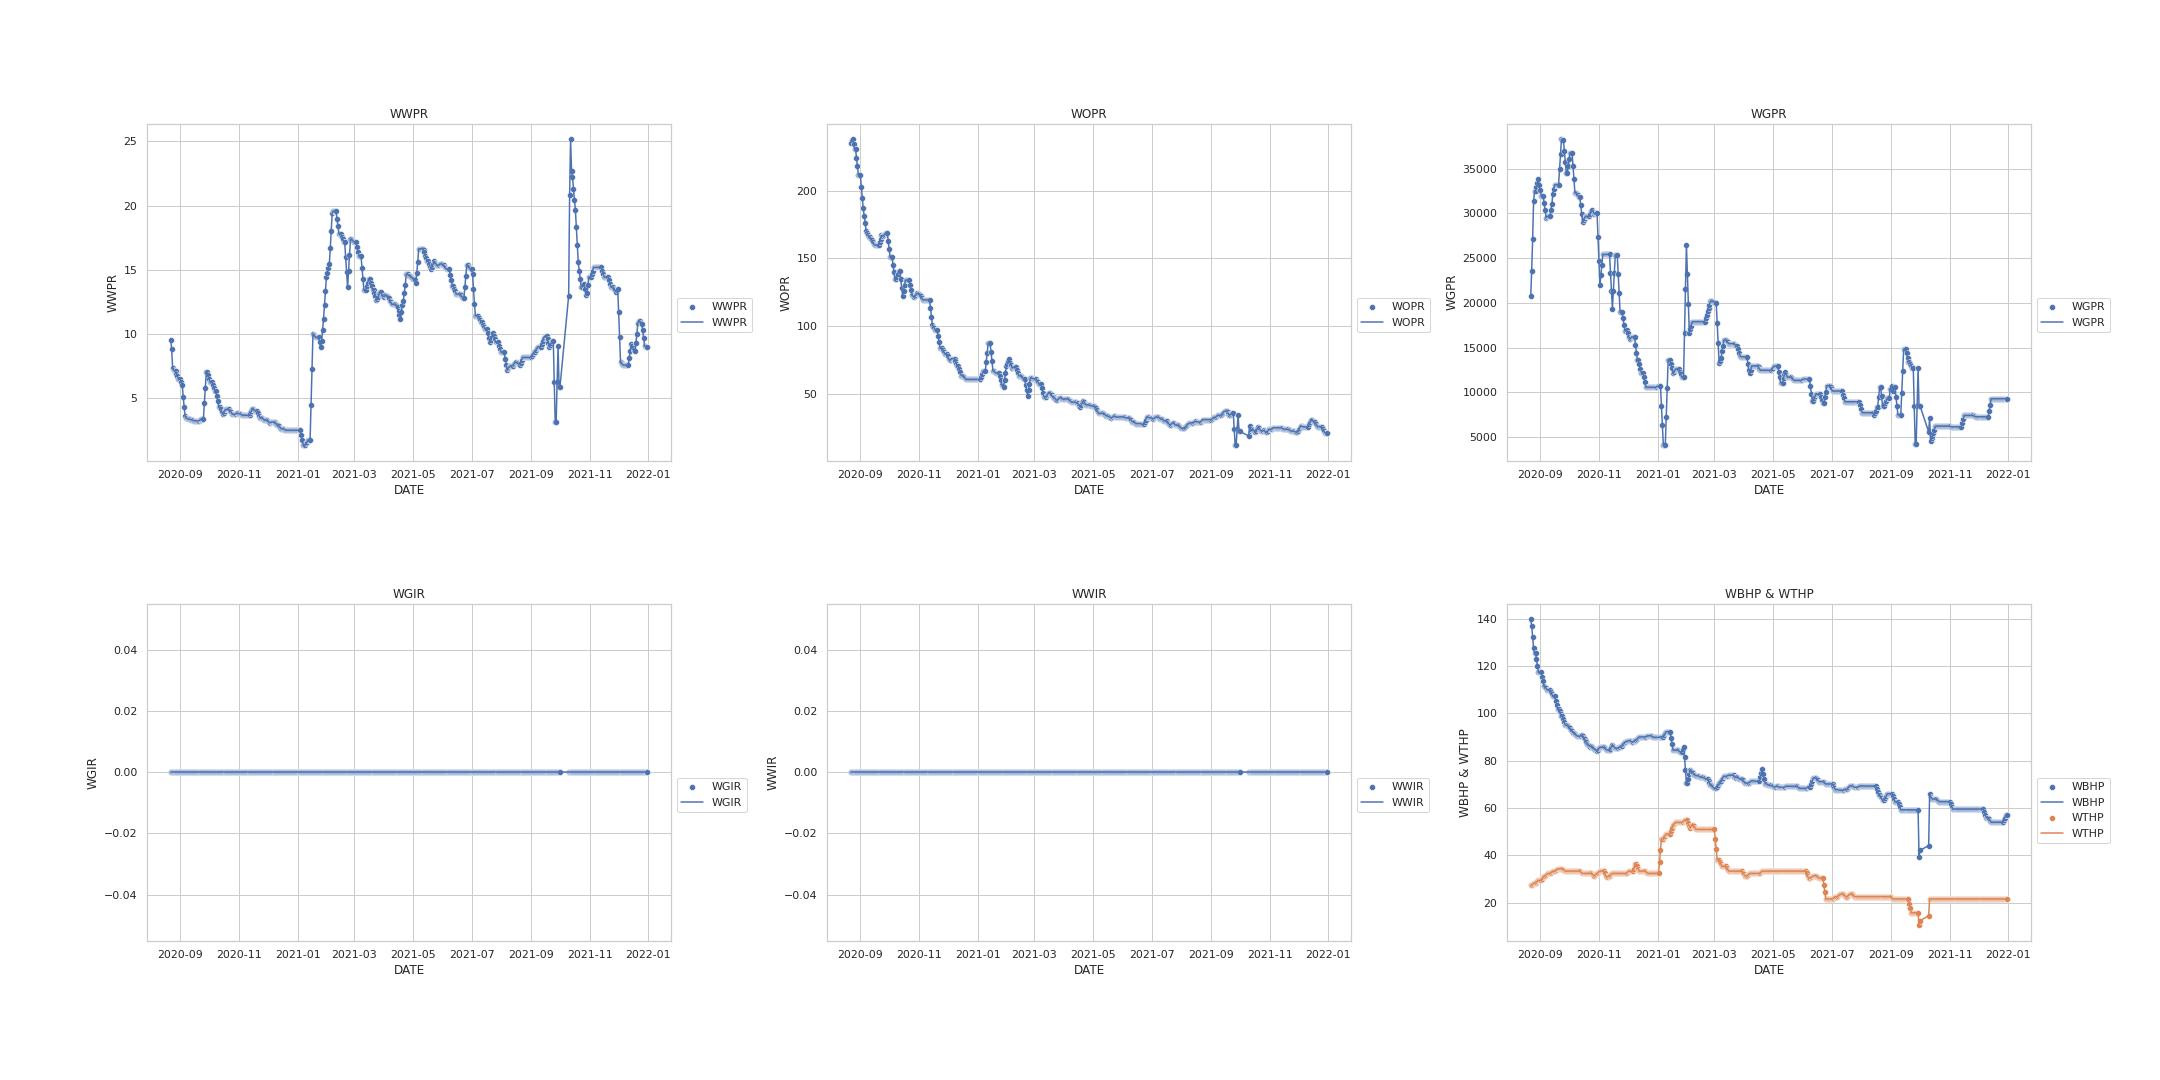 WWPR
25
20
15
10
5
WWPR
2020-09 2020-11 2021-01 2021-03 2021-05 2021-07 2021-09 2021-11 2022-01
DATE
WWPR
WWPR
WOPR
200
150
100
50
WOPR
2020-09 2020-11 2021-01 2021-03 2021-05 2021-07 2021-09 2021-11 2022-01
DATE
WOPR
WOPR
WGPR
35000
30000
25000
20000
15000
10000
5000
WGPR
2020-09 2020-11 2021-01 2021-03 2021-05 2021-07 2021-09 2021-11 2022-01
DATE
WGPR
WGPR
WGIR
0.04
0.02
0.00
−0.02
−0.04
WGIR
2020-09 2020-11 2021-01 2021-03 2021-05 2021-07 2021-09 2021-11 2022-01
DATE
WGIR
WGIR
WWIR
0.04
0.02
0.00
−0.02
−0.04
WWIR
2020-09 2020-11 2021-01 2021-03 2021-05 2021-07 2021-09 2021-11 2022-01
DATE
WWIR
WWIR
WBHP & WTHP
140
120
100
80
60
40
20
WBHP & WTHP
2020-09 2020-11 2021-01 2021-03 2021-05 2021-07 2021-09 2021-11 2022-01
DATE
WBHP
WBHP
WTHP
WTHP